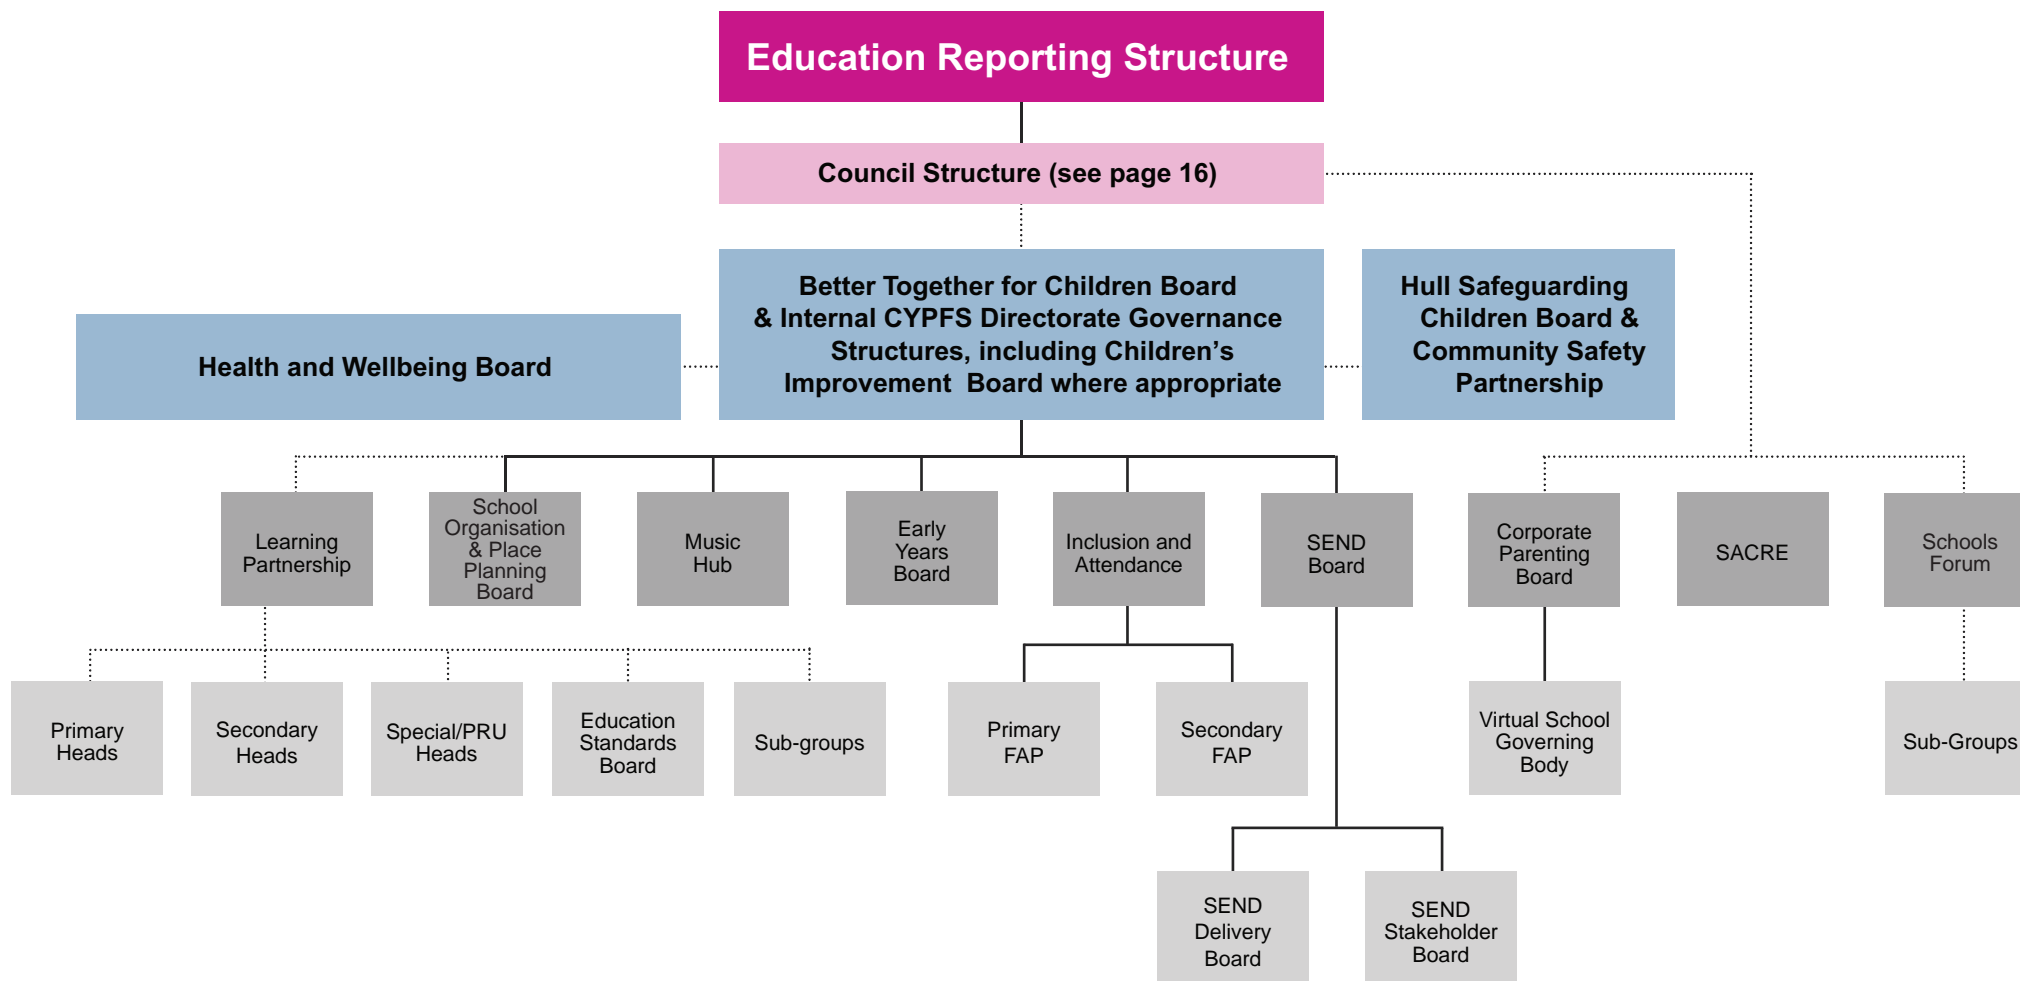 Education Reporting Structure
Council Structure (see page 16)
Better Together for Children Board
& Internal CYPFS Directorate Governance
Structures, including Children’s
Improvement  Board where appropriate
Hull Safeguarding
Children Board &
Community Safety
Partnership
Health and Wellbeing Board
Learning
Partnership
School
Organisation
& Place
Planning
Board
Music
Hub
Early
Years
Board
Inclusion and
Attendance
SEND
Board
Corporate
Parenting
Board
SACRE
Schools
Forum
Primary
Heads
Secondary
Heads
Special/PRU
Heads
Education
Standards
Board
Sub-groups
Primary
FAP
Secondary
FAP
Virtual School
Governing
Body
Sub-Groups
SEND
Delivery
Board
SEND
Stakeholder
Board